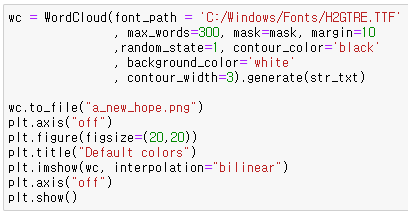 wc = WordCloud(font_path = 'C:/Windows/Fonts/H2GTRE.TTF'
, max_words=300, mask=mask, margin=10
,random_state=1, contour_color='black'
, background_color='white'
, contour_width=3).generate(str_txt)
wc.to_file("a_new_hope.png")
plt.axis("off")
plt.figure(figsize=(20,20))
plt.title("Default colors")
plt.imshow(wc, interpolation="bilinear")
plt.axis("off")
plt.show()